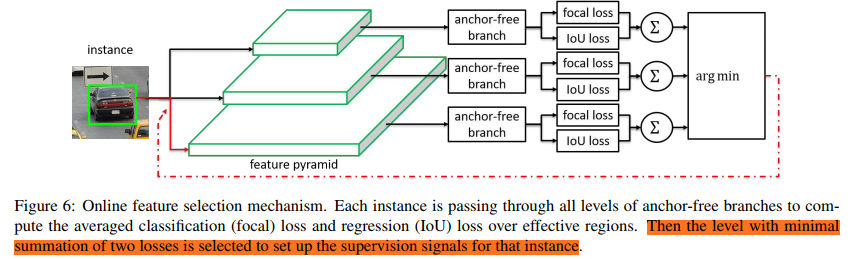 instance
feature pyramid
anchor-free
branch
focal loss
IoU loss
Σ
anchor-free
branch
focal loss
IoU loss
Σ
anchor-free
branch
focal loss
IoU loss
Σ
arg min
Figure 6: Online feature selection mechanism. Each instance is passing through all levels of anchor-free branches to com-
pute the averaged classification (focal) loss and regression (IoU) loss over effective regions. Then the level with minimal
summation of two losses is selected to set up the supervision signals for that instance.